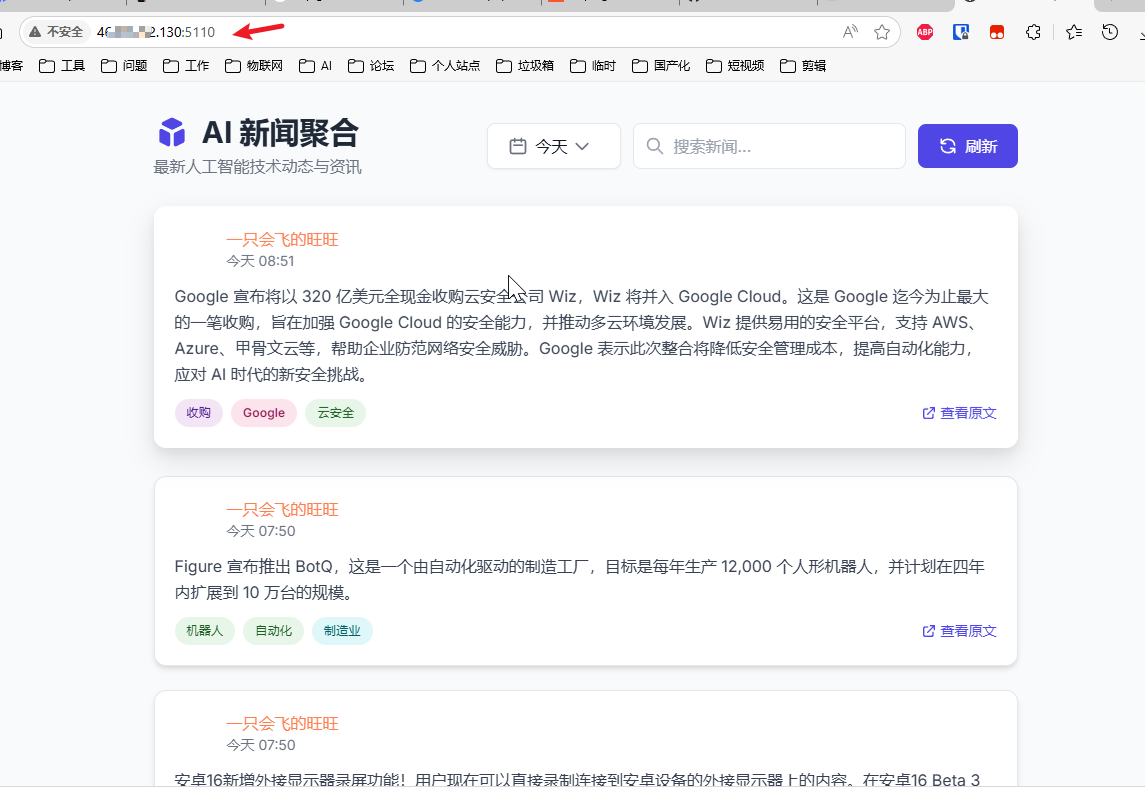 不安全
2.130:5110
ABP
博客
工具
问题
工作
物联网
AI
论坛
个人站点
垃圾箱
临时
国产化
短视频
剪辑
AI 新闻聚合
最新人工智能技术动态与资讯
今天
搜索新闻...
刷新
一只会飞的旺旺
今天 08:51
Google 宣布将以 320 亿美元全现金收购云安全公司 Wiz，Wiz 将并入 Google Cloud。这是 Google 迄今为止最大
的一笔收购，旨在加强 Google Cloud 的安全能力，并推动多云环境发展。Wiz 提供易用的安全平台，支持 AWS、
Azure、甲骨文云等，帮助企业防范网络安全威胁。Google 表示此次整合将降低安全管理成本，提高自动化能力，
应对 AI 时代的新安全挑战。
收购
Google
云安全
查看原文
一只会飞的旺旺
今天 07:50
Figure 宣布推出 BotQ，这是一个由自动化驱动的制造工厂，目标是每年生产 12,000 个人形机器人，并计划在四年
内扩展到 10 万台的规模。
机器人
自动化
制造业
查看原文
一只会飞的旺旺
今天 07:50
安卓16新增外接显示器录屏功能！用户现在可以直接录制连接到安卓设备的外接显示器上的内容。在安卓16 Beta 3